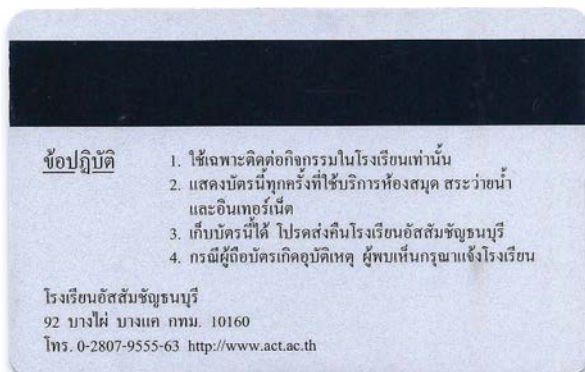 ข้อปฏิบัติ 1. ใช้เฉพาะติดต่อกิจกรรมในโรงเรียนเท่านั้น
2. แสดงบัตรนี้ทุกครั้งที่ใช้บริการห้องสมุด สระว่ายน้ำ
และอินเทอร์เน็ต
3. เก็บบัตรนี้ได้ โปรดส่งคืนโรงเรียนอัสสัมชัญธนบุรี
4. กรณีผู้ถือบัตรเกิดอุบัติเหตุ ผู้พบเห็นกรุณาแจ้งโรงเรียน
โรงเรียนอัสสัมชัญธนบุรี
92 บางไผ่ บางแค กทม. 10160
โทร. 0-2807-9555-63 http://www.act.ac.th